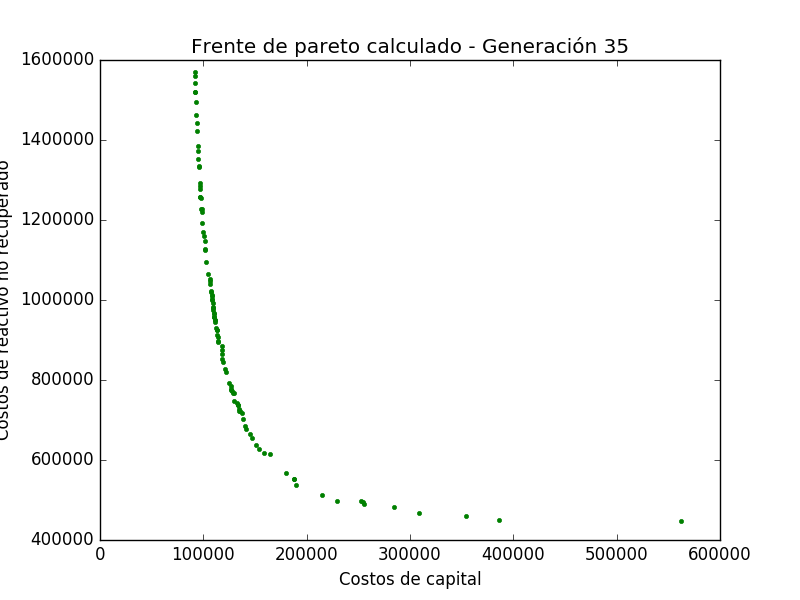 Frente de pareto calculado - Generación 35
1600000
1400000
1200000
1000000
800000
600000
400000
Costos de reactivo no recuperado
0 100000 200000 300000 400000 500000 600000
Costos de capital